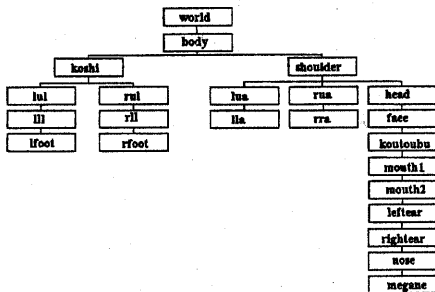 world
body
koshi shoulder
lul rul lua rua head
lll rll lla rra face
lfoot rfoot koutoubu
mouth1
mouth2
leftear
rightear
nose
megane